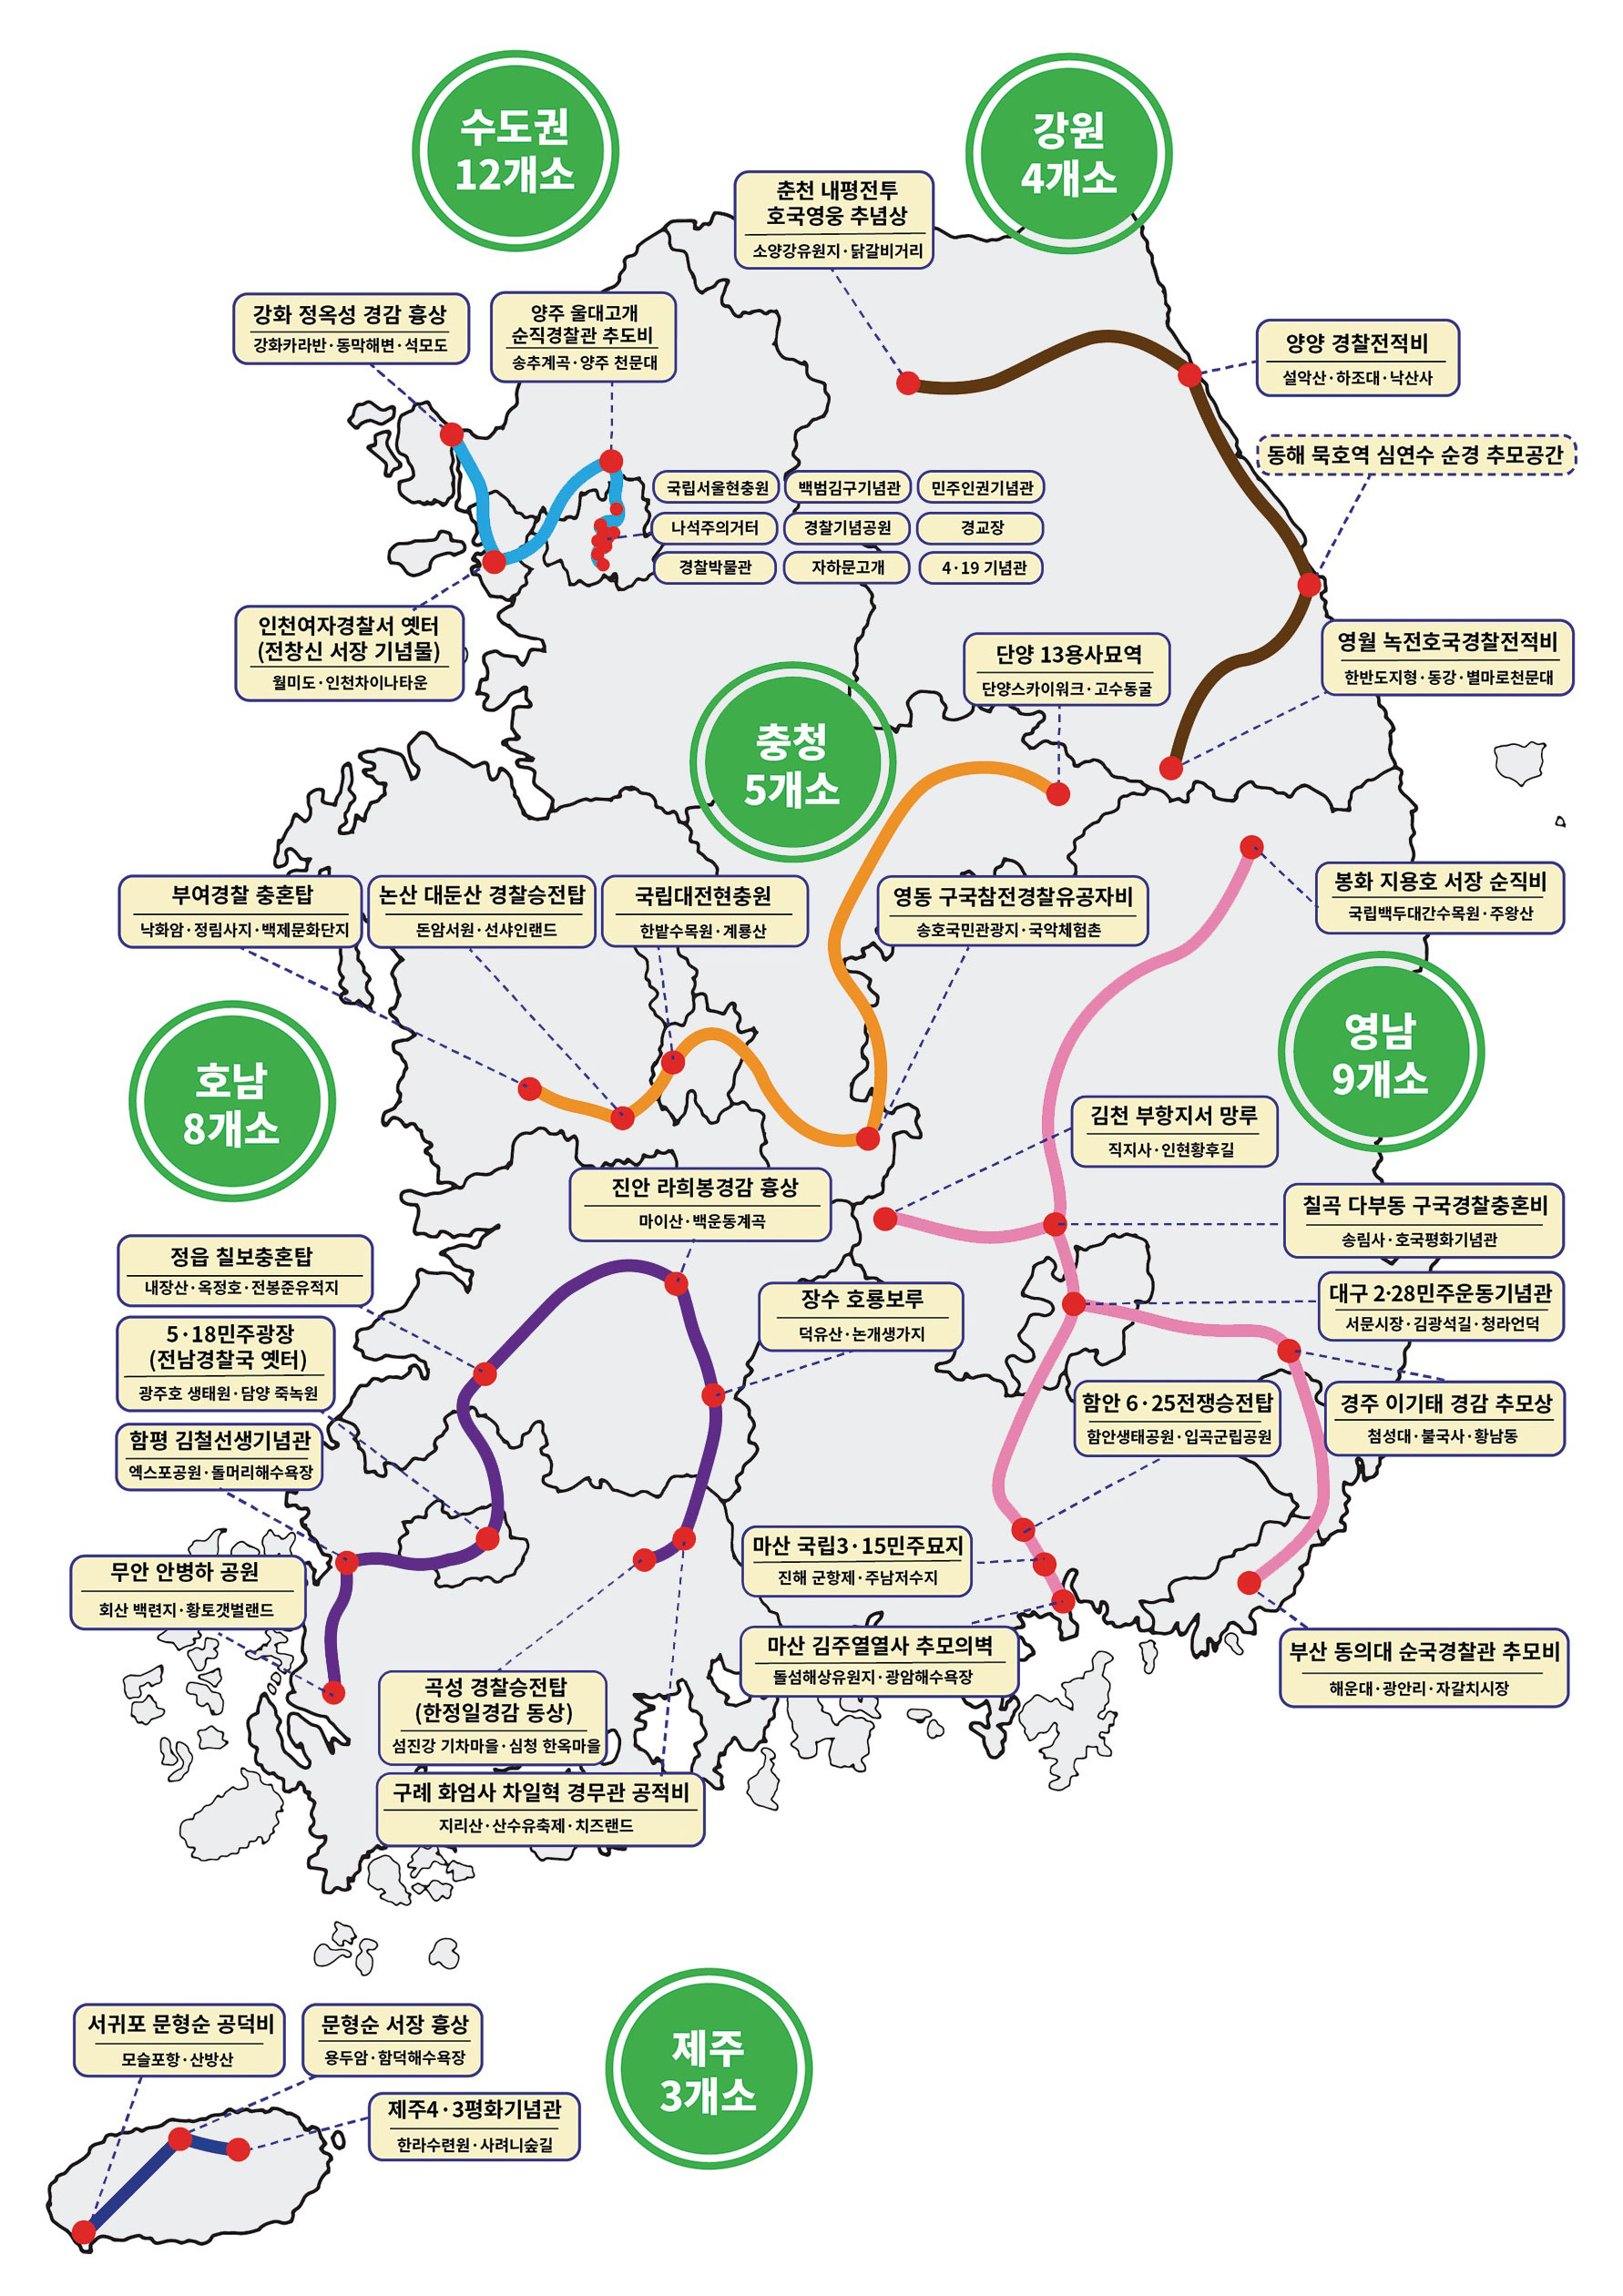 수도권
12개소
강원
4개소
춘천 내평전투
호국영웅 추념상
소양강유원지·닭갈비거리
강화 정옥성 경감 흉상
강화카라반·동막해변·석모도
양주 울대고개
순직경찰관 추도비
송추계곡·양주 천문대
양양 경찰전적비
설악산·하조대·낙산사
동해 묵호역 심연수 순경 추모공간
국립서울현충원
백범김구기념관
민주인권기념관
나석주의거터
경찰기념공원
경교장
경찰박물관
자하문고개
4·19 기념관
인천여자경찰서 옛터
(전창신 서장 기념물)
월미도·인천차이나타운
단양 13용사묘역
단양스카이워크·고수동굴
영월 녹전호국경찰전적비
한반도지형·동강·별마로천문대
충청
5개소
부여경찰 충혼탑
낙화암·정림사지·백제문화단지
논산 대둔산 경찰승전탑
돈암서원·선샤인랜드
국립대전현충원
한밭수목원·계룡산
영동 구국참전경찰유공자비
송호국민관광지·국악체험촌
봉화 지용호 서장 순직비
국립백두대간수목원·주왕산
호남
8개소
영남
9개소
김천 부항지서 망루
직지사·인현황후길
진안 라희봉경감 흉상
마이산·백운동계곡
칠곡 다부동 구국경찰충혼비
송림사·호국평화기념관
정읍 칠보충혼탑
내장산·옥정호·전봉준유적지
장수 호룡보루
덕유산·논개생가지
대구 2·28민주운동기념관
서문시장·김광석길·청라언덕
5·18민주광장
(전남경찰국 옛터)
광주호 생태원·담양 죽녹원
함안 6·25전쟁승전탑
함안생태공원·입곡군립공원
경주 이기태 경감 추모상
첨성대·불국사·황남동
함평 김철선생기념관
엑스포공원·돌머리해수욕장
마산 국립3·15민주묘지
진해 군항제·주남저수지
무안 안병하 공원
회산 백련지·황토갯벌랜드
마산 김주열열사 추모의벽
돌섬해상유원지·광암해수욕장
부산 동의대 순국경찰관 추모비
해운대·광안리·자갈치시장
곡성 경찰승전탑
(한정일경감 동상)
섬진강 기차마을·심청 한옥마을
구례 화엄사 차일혁 경무관 공적비
지리산·산수유축제·치즈랜드
서귀포 문형순 공덕비
모슬포항·산방산
문형순 서장 흉상
용두암·함덕해수욕장
제주
3개소
제주4·3평화기념관
한라수련원·사려니숲길